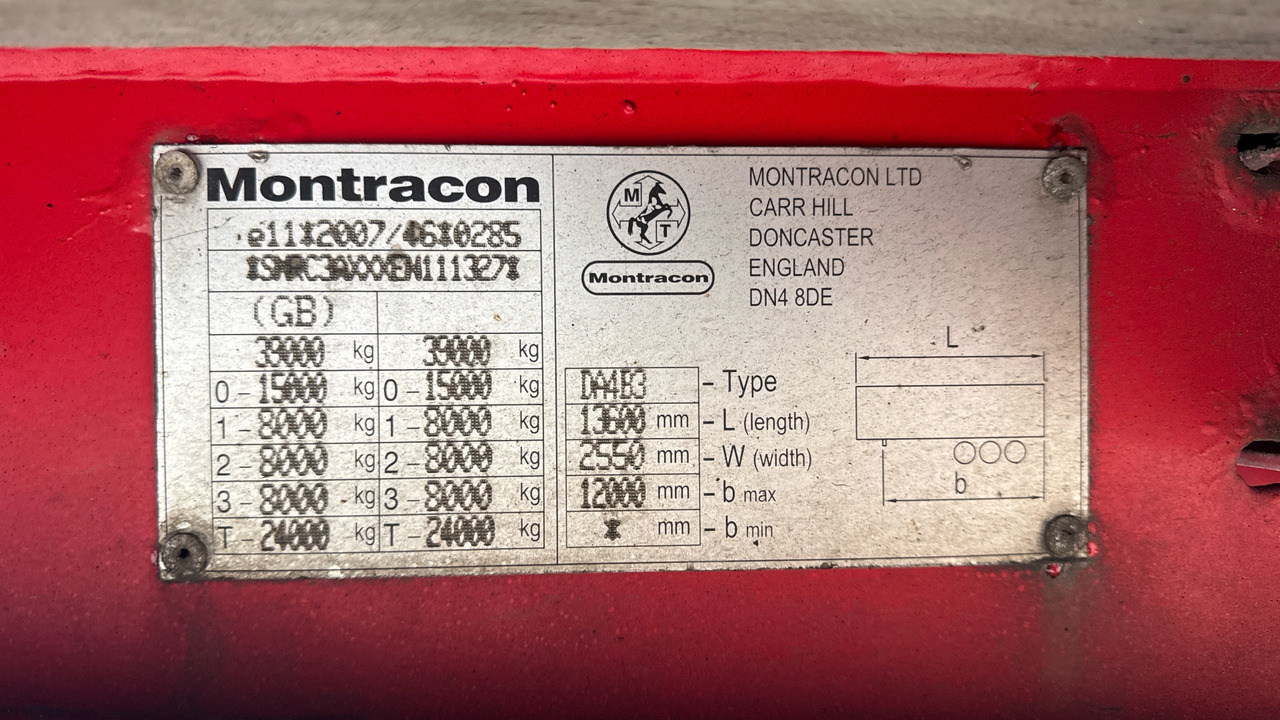 Montracon
e11*2007/46*0285
(GB)
39000 kg 39000 kg
0 - 15000 kg 0 - 15000 kg
1 - 8000 kg 1 - 8000 kg
2 - 8000 kg 2 - 8000 kg
3 - 8000 kg 3 - 8000 kg
T - 24000 kg T - 24000 kg
M
T
Montracon
MONTRACON LTD
CARR HILL
DONCASTER
ENGLAND
DN4 8DE
DA4B3 - Type
13600 mm - L (length)
2550 mm - W (width)
12000 mm - b max
* mm - b min
L
b